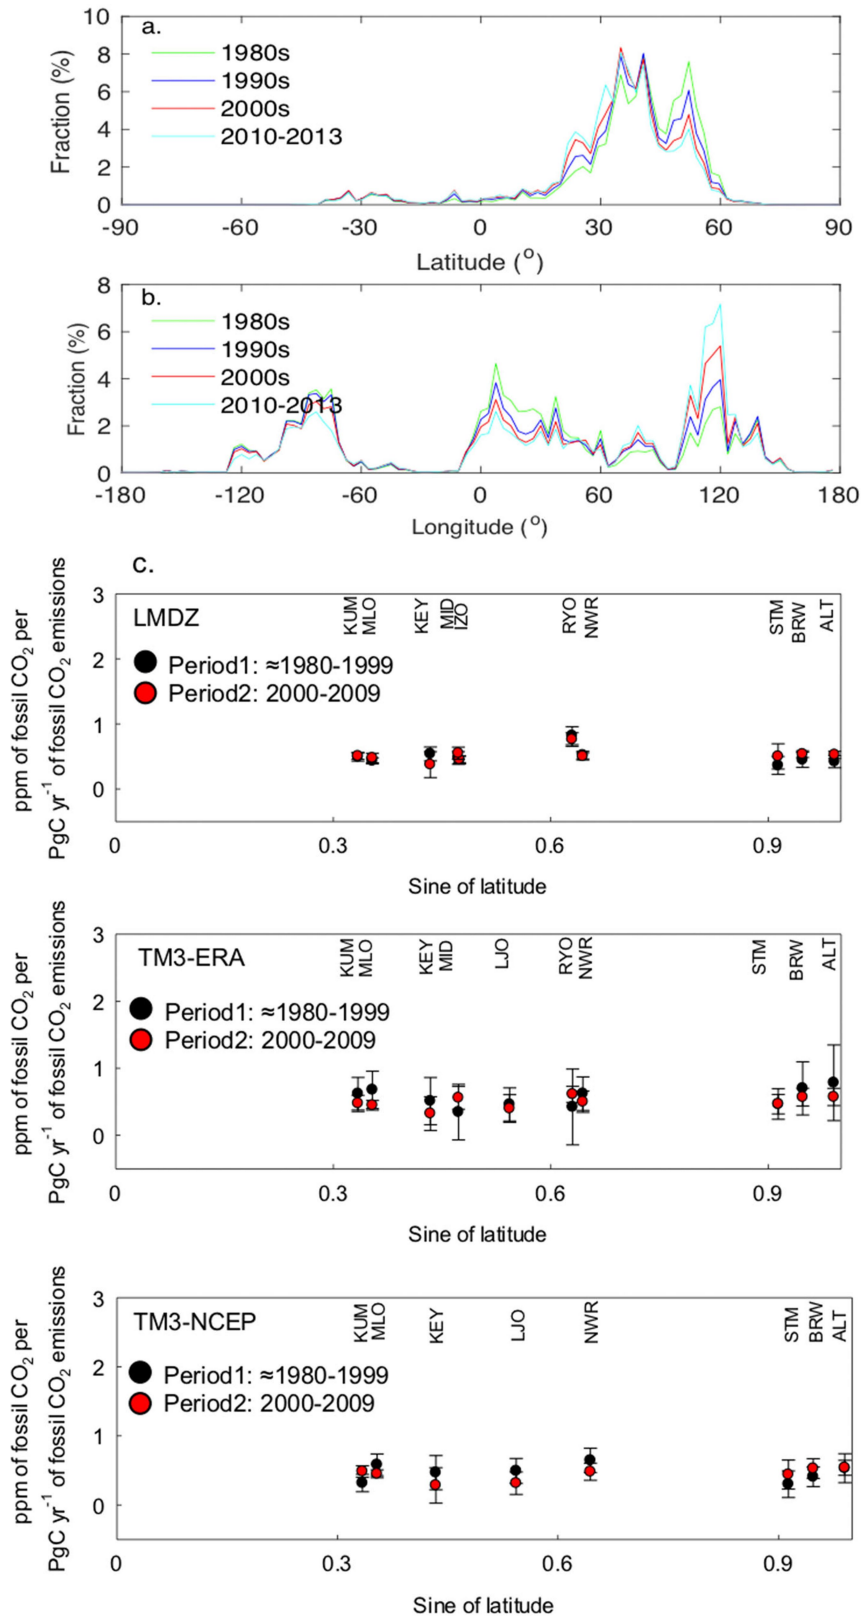 a.
10
8
6
4
2
0
Fraction (%)
1980s
1990s
2000s
2010-2013
-90 -60 -30 0 30 60 90
Latitude (o)
b.
8
6
4
2
0
Fraction (%)
1980s
1990s
2000s
2010-2013
-180 -120 -60 0 60 120 180
Longitude (o)
c.
ppm of fossil CO2 per
PgC yr-1 of fossil CO2 emissions
3
2
1
0
KUM MLO KEY MID IZO RYO NWR STM BRW ALT
LMDZ
Period1: ≈1980-1999
Period2: 2000-2009
0 0.3 0.6 0.9
Sine of latitude
ppm of fossil CO2 per
PgC yr-1 of fossil CO2 emissions
3
2
1
0
KUM MLO KEY MID LJO RYO NWR STM BRW ALT
TM3-ERA
Period1: ≈1980-1999
Period2: 2000-2009
0 0.3 0.6 0.9
Sine of latitude
ppm of fossil CO2 per
PgC yr-1 of fossil CO2 emissions
3
2
1
0
KUM MLO KEY LJO NWR STM BRW ALT
TM3-NCEP
Period1: ≈1980-1999
Period2: 2000-2009
0 0.3 0.6 0.9
Sine of latitude